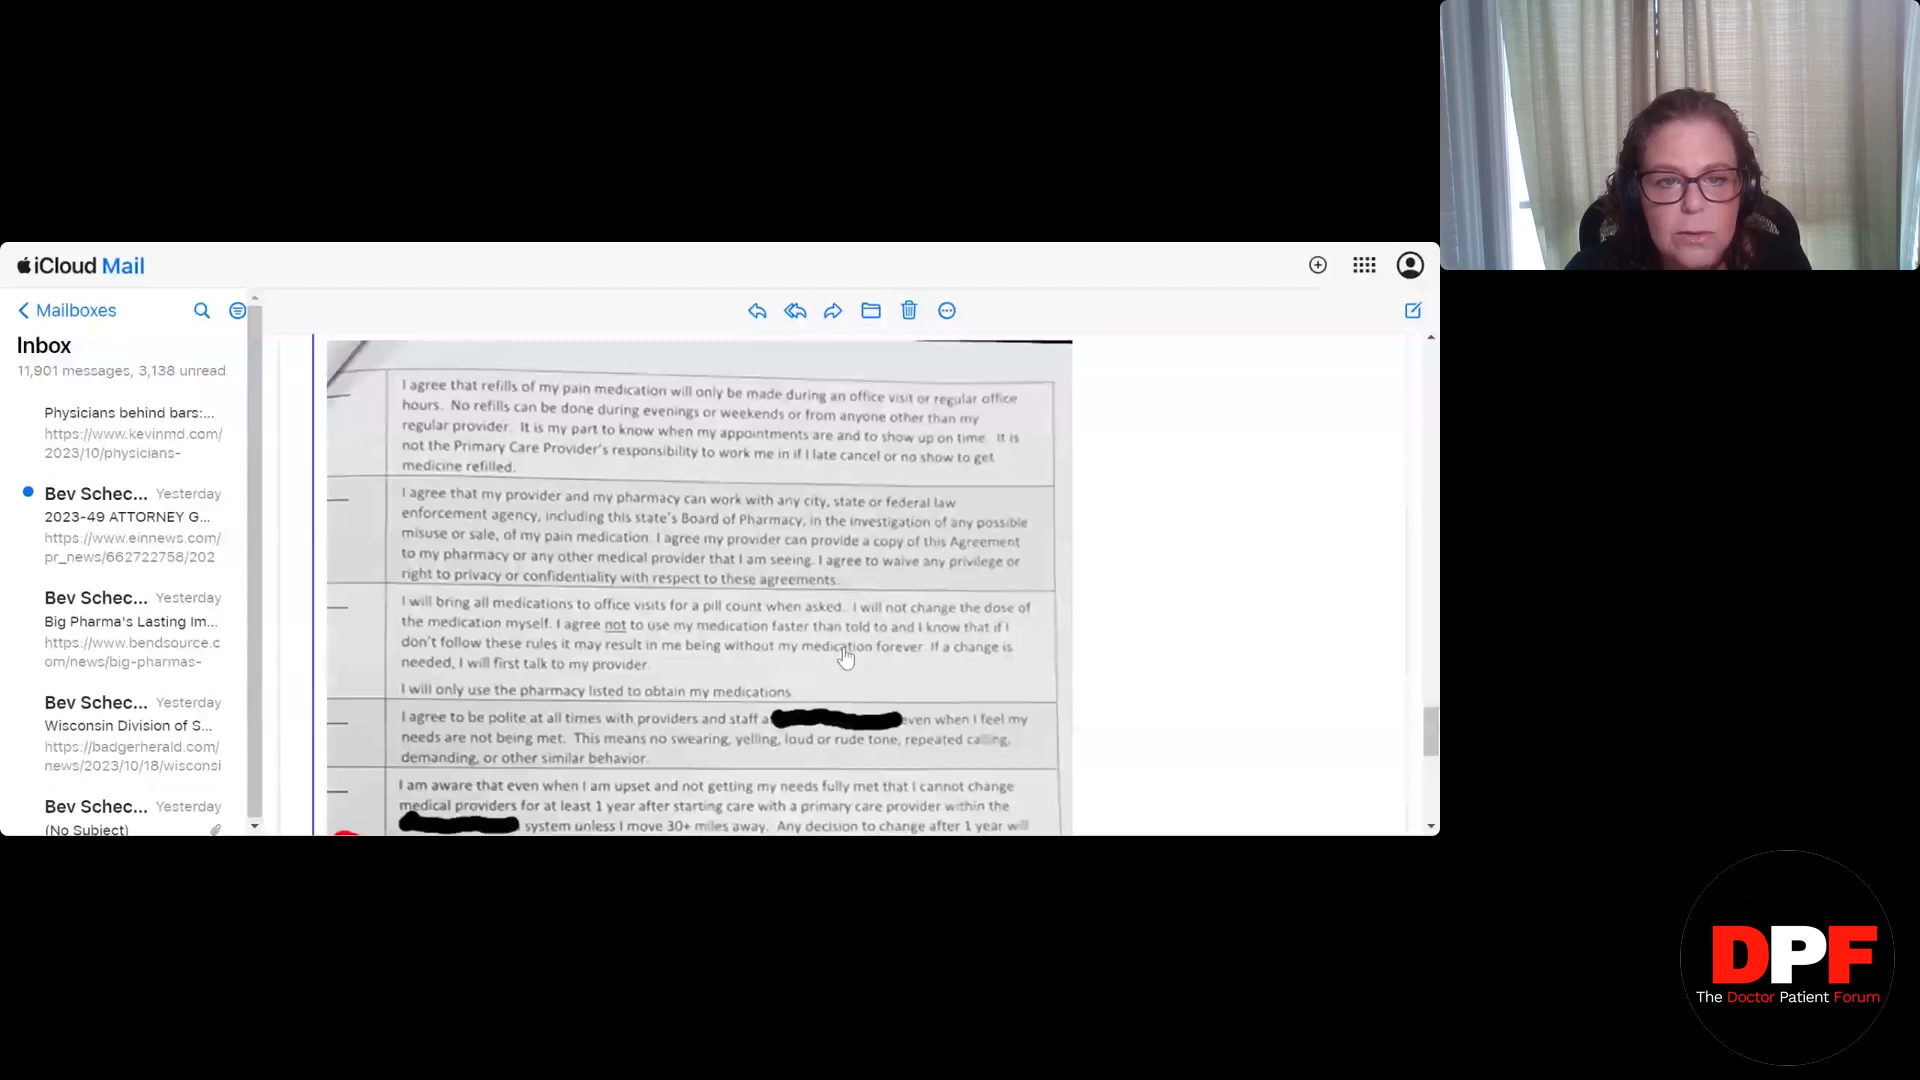 iCloud Mail
Mailboxes
Inbox
11,901 messages, 3,138 unread
Physicians behind bars:...
https://www.kevinmd.com/
2023/10/physicians-
Bev Schec... Yesterday
2023-49 ATTORNEY G...
https://www.einnews.com/
pr_news/662722758/202
Bev Schec... Yesterday
Big Pharma's Lasting Im...
https://www.bendsource.c
om/news/big-pharmas-
Bev Schec... Yesterday
Wisconsin Division of S...
https://badgerherald.com/
news/2023/10/18/wisconsi
Bev Schec... Yesterday
(No Subject)
I agree that refills of my pain medication will only be made during an office visit or regular office
hours. No refills can be done during evenings or weekends or from anyone other than my
regular provider. It is my part to know when my appointments are and to show up on time. It is
not the Primary Care Provider's responsibility to work me in if I late cancel or no show to get
medicine refilled.
I agree that my provider and my pharmacy can work with any city, state or federal law
enforcement agency, including this state's Board of Pharmacy, in the investigation of any possible
misuse or sale, of my pain medication. I agree my provider can provide a copy of this Agreement
to my pharmacy or any other medical provider that I am seeing. I agree to waive any privilege or
right to privacy or confidentiality with respect to these agreements.
I will bring all medications to office visits for a pill count when asked. I will not change the dose of
the medication myself. I agree not to use my medication faster than told to and I know that if I
don't follow these rules it may result in me being without my medication forever. If a change is
needed, I will first talk to my provider.
I will only use the pharmacy listed to obtain my medications
I agree to be polite at all times with providers and staff a even when I feel my
needs are not being met. This means no swearing, yelling, loud or rude tone, repeated calling,
demanding, or other similar behavior.
I am aware that even when I am upset and not getting my needs fully met that I cannot change
medical providers for at least 1 year after starting care with a primary care provider within the
system unless I move 30+ miles away. Any decision to change after 1 year will
DPF
The Doctor Patient Forum